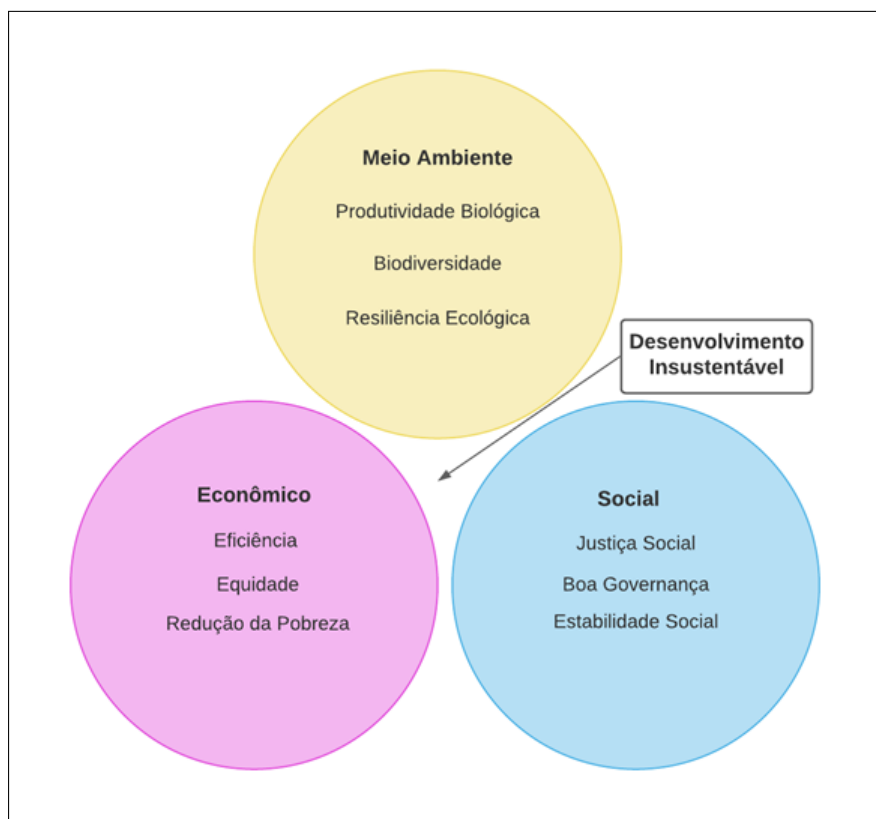 Meio Ambiente
Produtividade Biológica
Biodiversidade
Resiliência Ecológica
Desenvolvimento
Insustentável
Econômico
Eficiência
Equidade
Redução da Pobreza
Social
Justiça Social
Boa Governança
Estabilidade Social